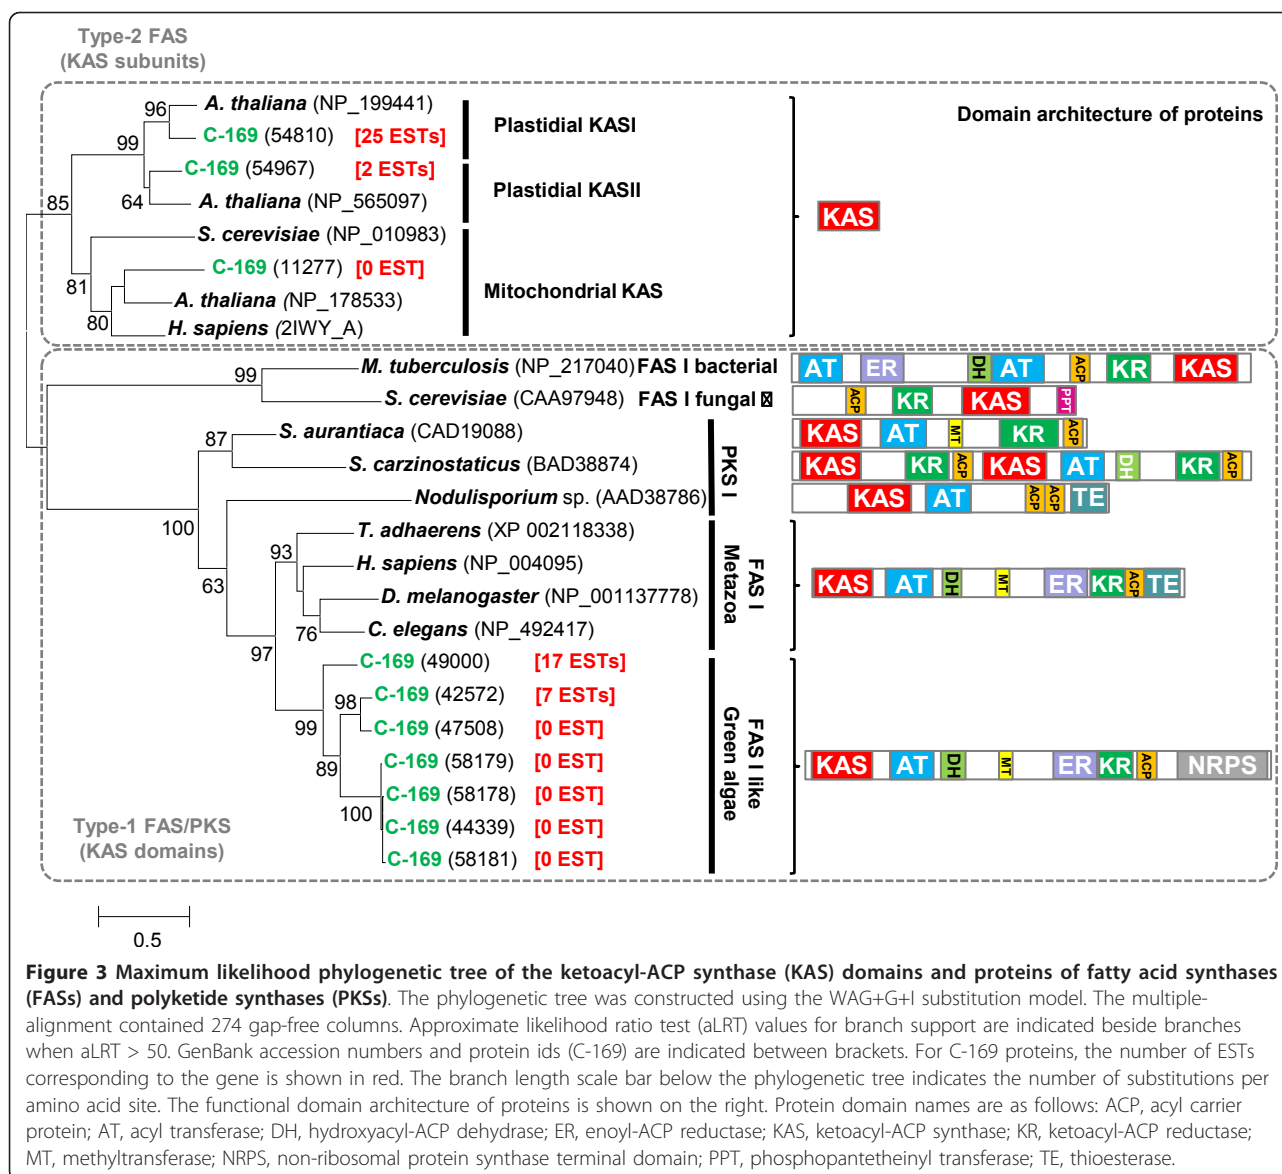 Type-2 FAS
(KAS subunits)
Domain architecture of proteins
A. thaliana (NP_199441)
C-169 (54810) [25 ESTs]
Plastidial KASI
C-169 (54967) [2 ESTs]
A. thaliana (NP_565097)
Plastidial KASII
S. cerevisiae (NP_010983)
C-169 (11277) [0 EST]
A. thaliana (NP_178533)
H. sapiens (2IWY_A)
Mitochondrial KAS
KAS
96
99
64
85
81
80
M. tuberculosis (NP_217040) FAS I bacterial
AT ER DH AT ACP KR KAS
S. cerevisiae (CAA97948) FAS I fungal
ACP KR KAS PPT
S. aurantiaca (CAD19088)
KAS AT MT KR ACP
S. carzinostaticus (BAD38874)
KAS KR ACP KAS AT DH KR ACP
Nodulisporium sp. (AAD38786)
KAS AT ACP ACP TE
PKS I
T. adhaerens (XP 002118338)
H. sapiens (NP_004095)
D. melanogaster (NP_001137778)
C. elegans (NP_492417)
FAS I
Metazoa
KAS AT DH MT ER KR ACP TE
C-169 (49000) [17 ESTs]
C-169 (42572) [7 ESTs]
C-169 (47508) [0 EST]
C-169 (58179) [0 EST]
C-169 (58178) [0 EST]
C-169 (44339) [0 EST]
C-169 (58181) [0 EST]
FAS I like
Green algae
KAS AT DH MT ER KR ACP NRPS
99
87
100
63
93
76
97
98
99
89
100
Type-1 FAS/PKS
(KAS domains)
0.5
Figure 3 Maximum likelihood phylogenetic tree of the ketoacyl-ACP synthase (KAS) domains and proteins of fatty acid synthases
(FASs) and polyketide synthases (PKSs). The phylogenetic tree was constructed using the WAG+G+I substitution model. The multiple-
alignment contained 274 gap-free columns. Approximate likelihood ratio test (aLRT) values for branch support are indicated beside branches
when aLRT > 50. GenBank accession numbers and protein ids (C-169) are indicated between brackets. For C-169 proteins, the number of ESTs
corresponding to the gene is shown in red. The branch length scale bar below the phylogenetic tree indicates the number of substitutions per
amino acid site. The functional domain architecture of proteins is shown on the right. Protein domain names are as follows: ACP, acyl carrier
protein; AT, acyl transferase; DH, hydroxyacyl-ACP dehydrase; ER, enoyl-ACP reductase; KAS, ketoacyl-ACP synthase; KR, ketoacyl-ACP reductase;
MT, methyltransferase; NRPS, non-ribosomal protein synthase terminal domain; PPT, phosphopantetheinyl transferase; TE, thioesterase.